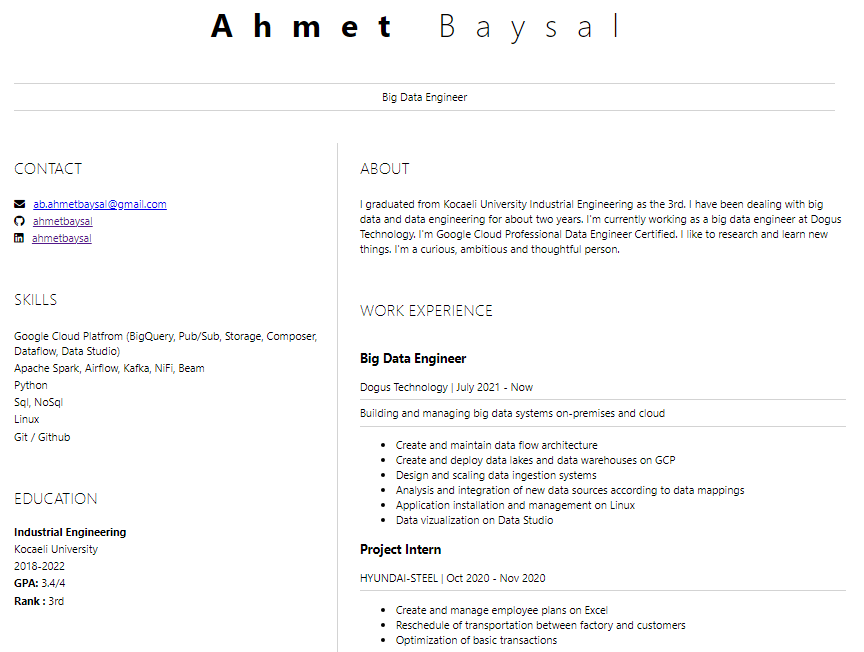 Ahmet Baysal
Big Data Engineer
CONTACT
ab.ahmetbaysal@gmail.com
ahmetbaysal
ahmetbaysal
SKILLS
Google Cloud Platfrom (BigQuery, Pub/Sub, Storage, Composer,
Dataflow, Data Studio)
Apache Spark, Airflow, Kafka, NiFi, Beam
Python
Sql, NoSql
Linux
Git / Github
EDUCATION
Industrial Engineering
Kocaeli University
2018-2022
GPA: 3.4/4
Rank : 3rd
ABOUT
I graduated from Kocaeli University Industrial Engineering as the 3rd. I have been dealing with big
data and data engineering for about two years. I'm currently working as a big data engineer at Dogus
Technology. I'm Google Cloud Professional Data Engineer Certified. I like to research and learn new
things. I'm a curious, ambitious and thoughtful person.
WORK EXPERIENCE
Big Data Engineer
Dogus Technology | July 2021 - Now
Building and managing big data systems on-premises and cloud
• Create and maintain data flow architecture
• Create and deploy data lakes and data warehouses on GCP
• Design and scaling data ingestion systems
• Analysis and integration of new data sources according to data mappings
• Application installation and management on Linux
• Data vizualization on Data Studio
Project Intern
HYUNDAI-STEEL | Oct 2020 - Nov 2020
• Create and manage employee plans on Excel
• Reschedule of transportation between factory and customers
• Optimization of basic transactions